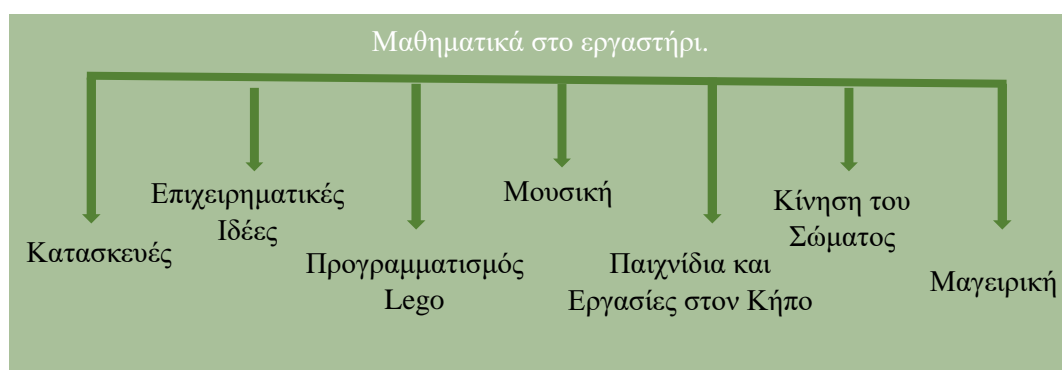 Μαθηματικά στο εργαστήρι.
Κατασκευές
Επιχειρηματικές
Ιδέες
Προγραμματισμός
Lego
Μουσική
Παιχνίδια και
Εργασίες στον Κήπο
Κίνηση του
Σώματος
Μαγειρική